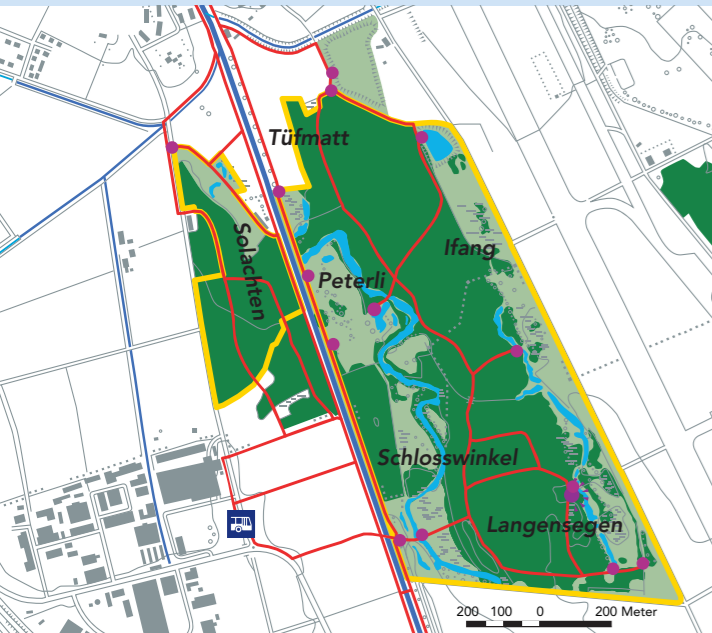 Tüfmatt
Ifang
Solachten
Peterli
Schlosswinkel
Langensegen
200 100 0 200 Meter